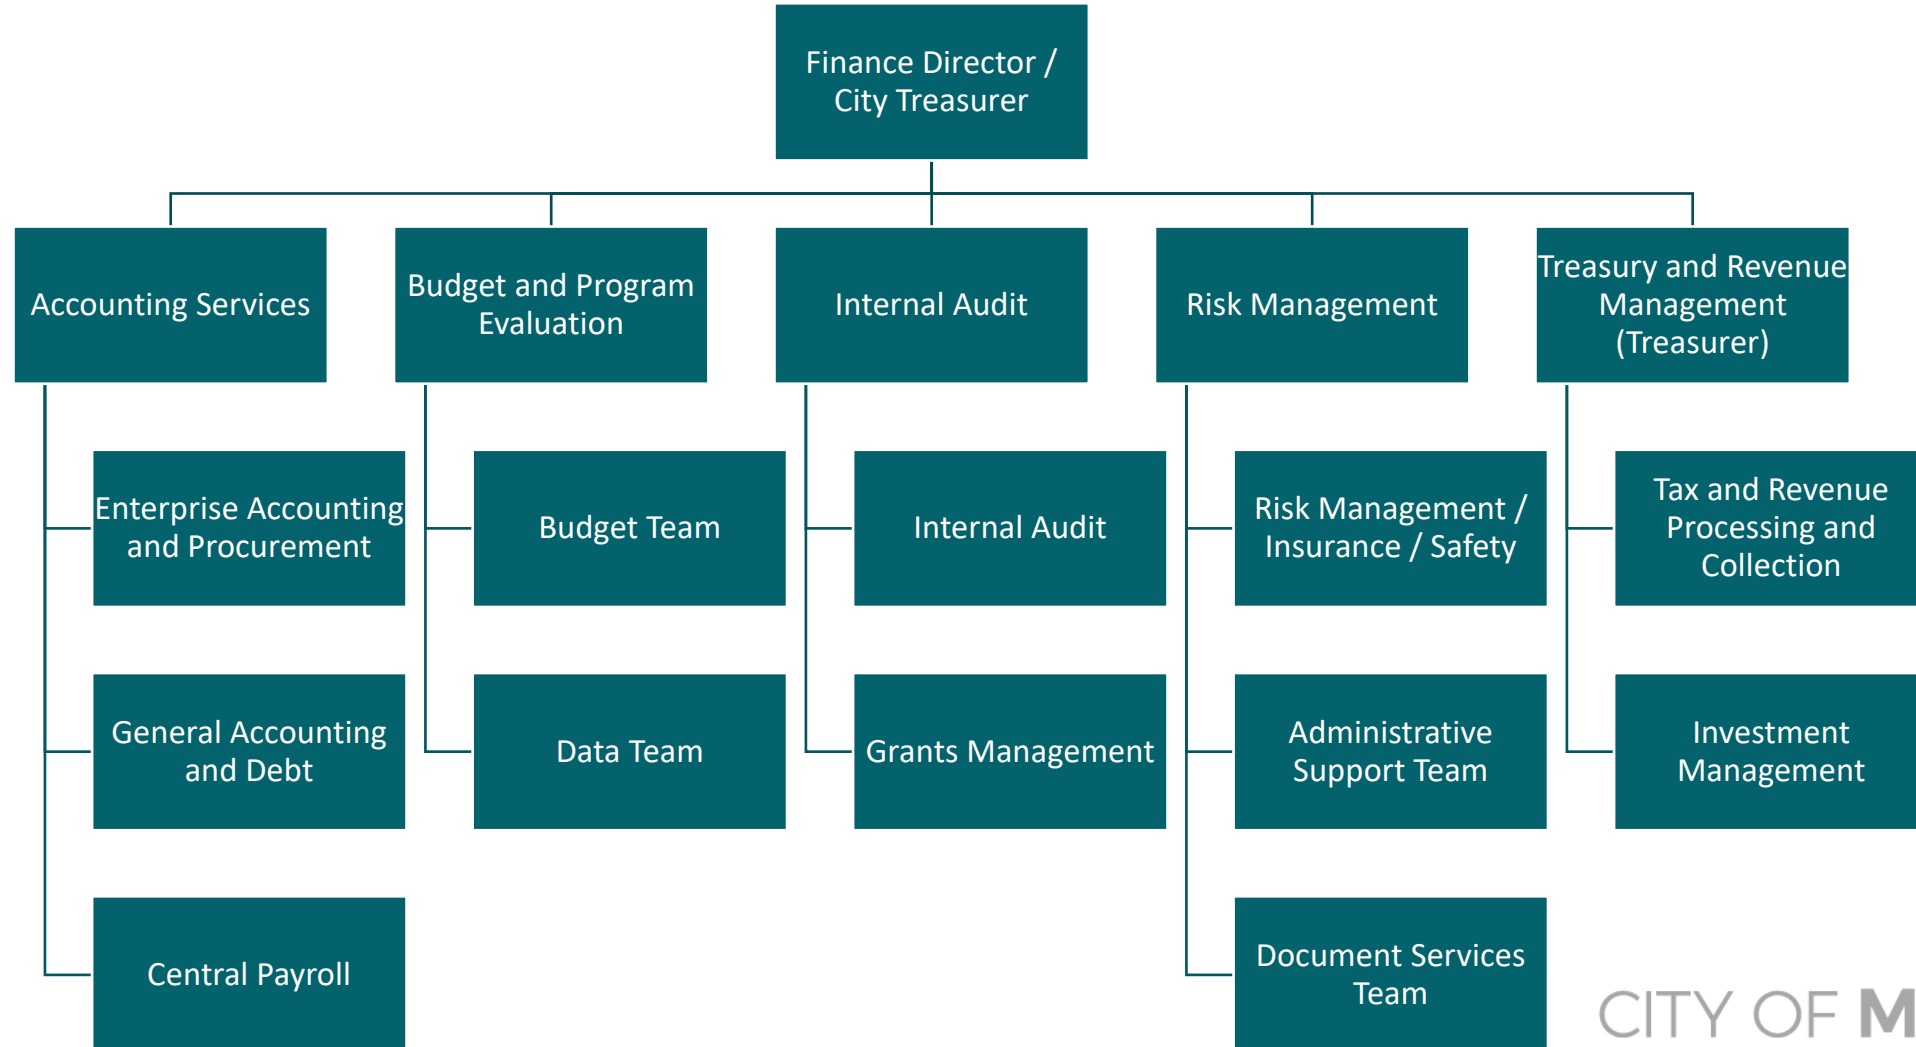 Finance Director /
City Treasurer
Accounting Services
Budget and Program
Evaluation
Internal Audit
Risk Management
Treasury and Revenue
Management
(Treasurer)
Enterprise Accounting
and Procurement
Budget Team
Internal Audit
Risk Management /
Insurance / Safety
Tax and Revenue
Processing and
Collection
General Accounting
and Debt
Data Team
Grants Management
Administrative
Support Team
Investment
Management
Central Payroll
Document Services
Team
CITY OF M